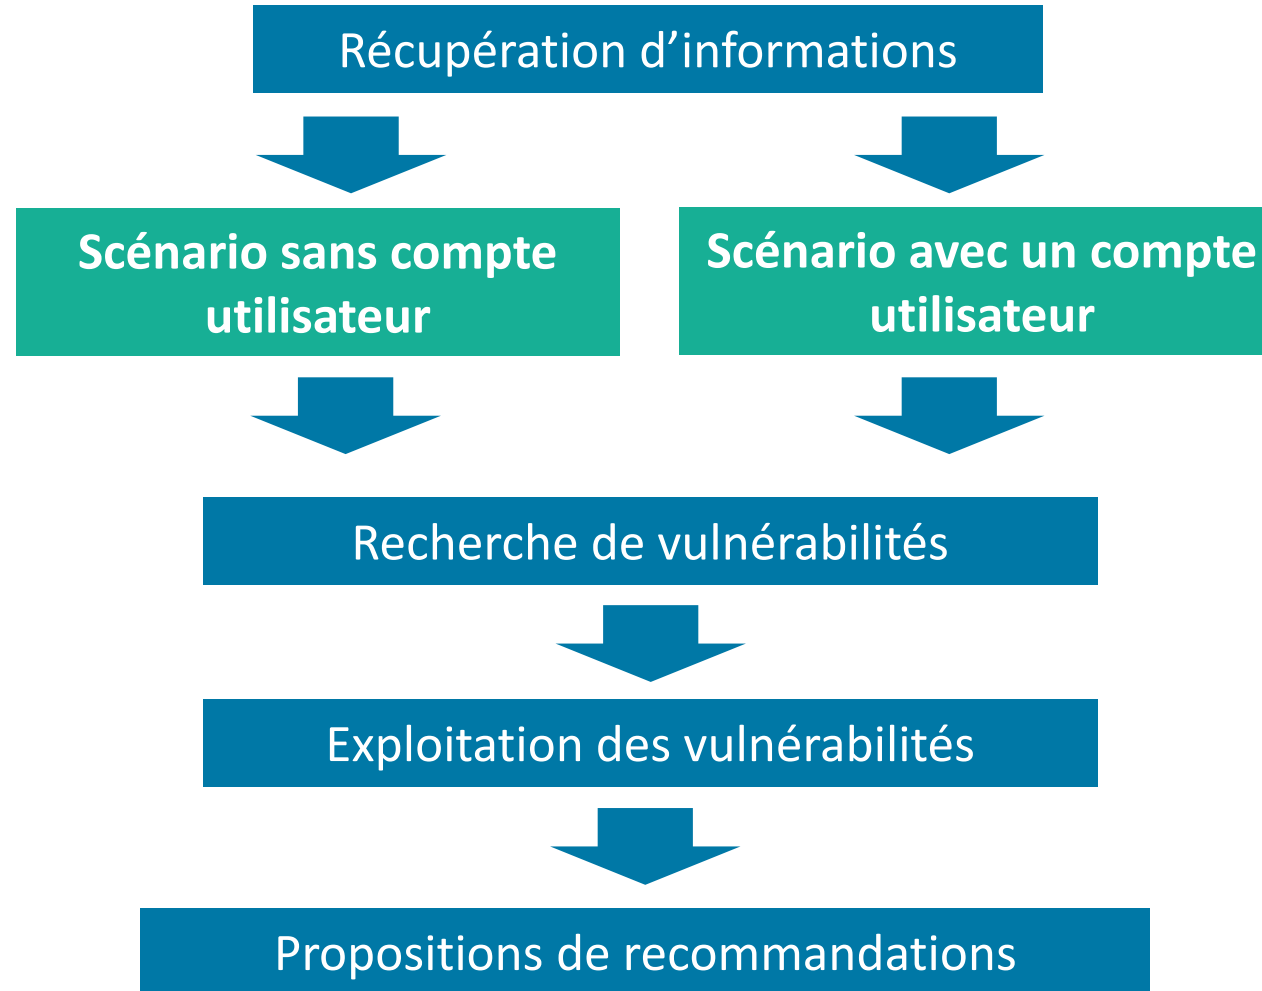 Récupération d’informations
Scénario sans compte
utilisateur
Scénario avec un compte
utilisateur
Recherche de vulnérabilités
Exploitation des vulnérabilités
Propositions de recommandations